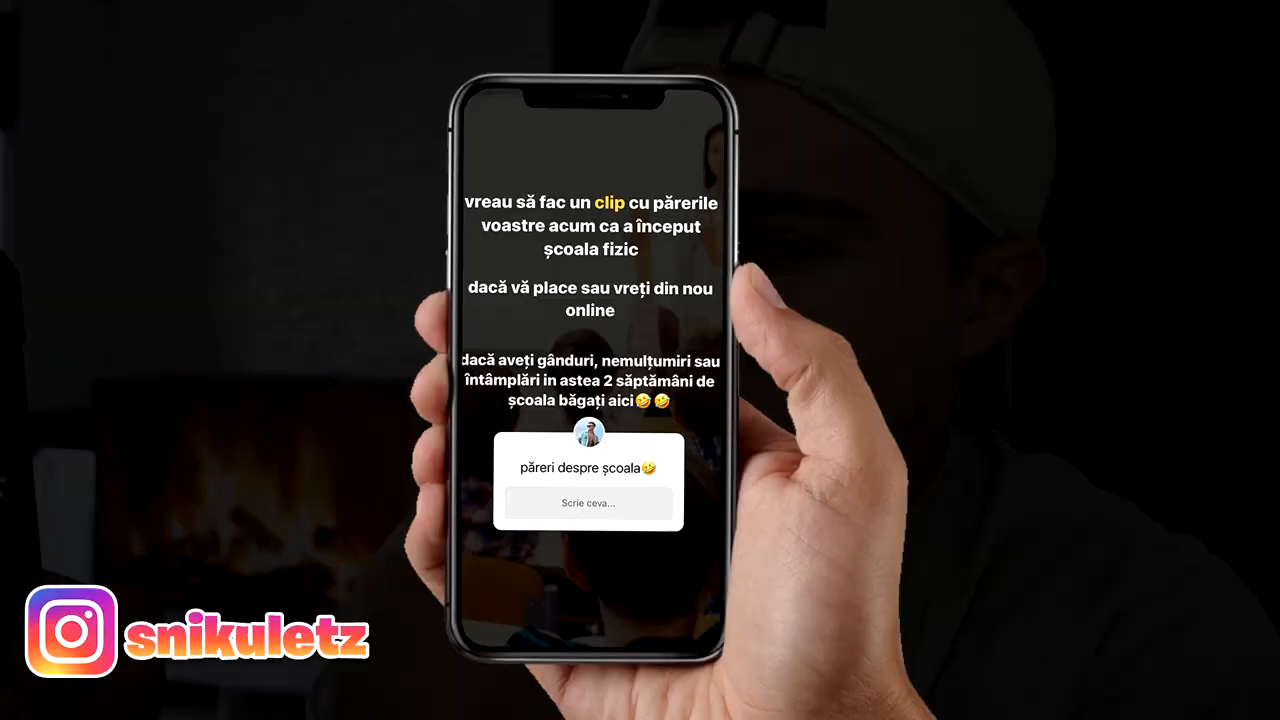 vreau să fac un clip cu părerile
voastre acum ca a început
școala fizic
dacă vă place sau vreți din nou
online
dacă aveți gânduri, nemulțumiri sau
întâmplări in astea 2 săptămâni de
școala băgați aici🤣🤣
păreri despre școala🤣
Scrie ceva...
snikuletz